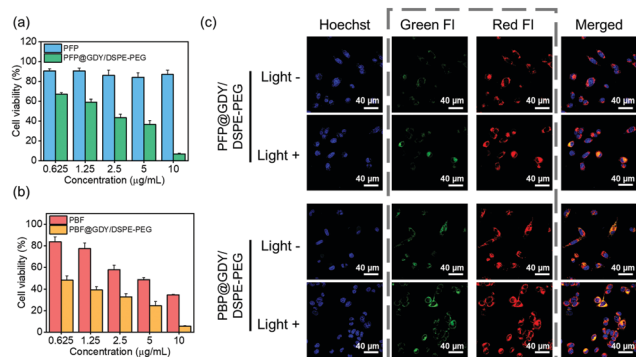 (a)
PFP
PFP@GDY/DSPE-PEG
Cell viability (%)
120
100
80
60
40
20
0
0.625 1.25 2.5 5 10
Concentration (μg/mL)
(b)
PBF
PBF@GDY/DSPE-PEG
Cell viability (%)
100
80
60
40
20
0
0.625 1.25 2.5 5 10
Concentration (μg/mL)
(c)
Hoechst Green Fl Red Fl Merged
PFP@GDY/
DSPE-PEG
Light -
40 μm 40 μm 40 μm 40 μm
Light +
40 μm 40 μm 40 μm 40 μm
PBP@GDY/
DSPE-PEG
Light -
40 μm 40 μm 40 μm 40 μm
Light +
40 μm 40 μm 40 μm 40 μm